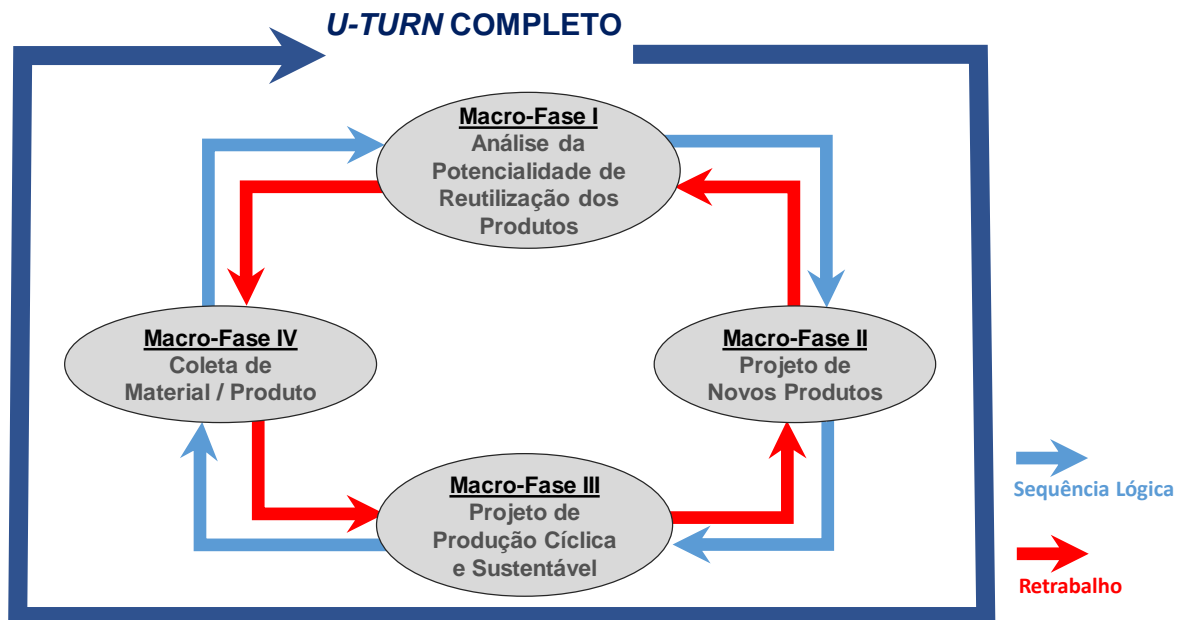 U-TURN COMPLETO
Macro-Fase I
Análise da
Potencialidade de
Reutilização dos
Produtos
Macro-Fase IV
Coleta de
Material / Produto
Macro-Fase II
Projeto de
Novos Produtos
Macro-Fase III
Projeto de
Produção Cíclica
e Sustentável
Sequência Lógica
Retrabalho